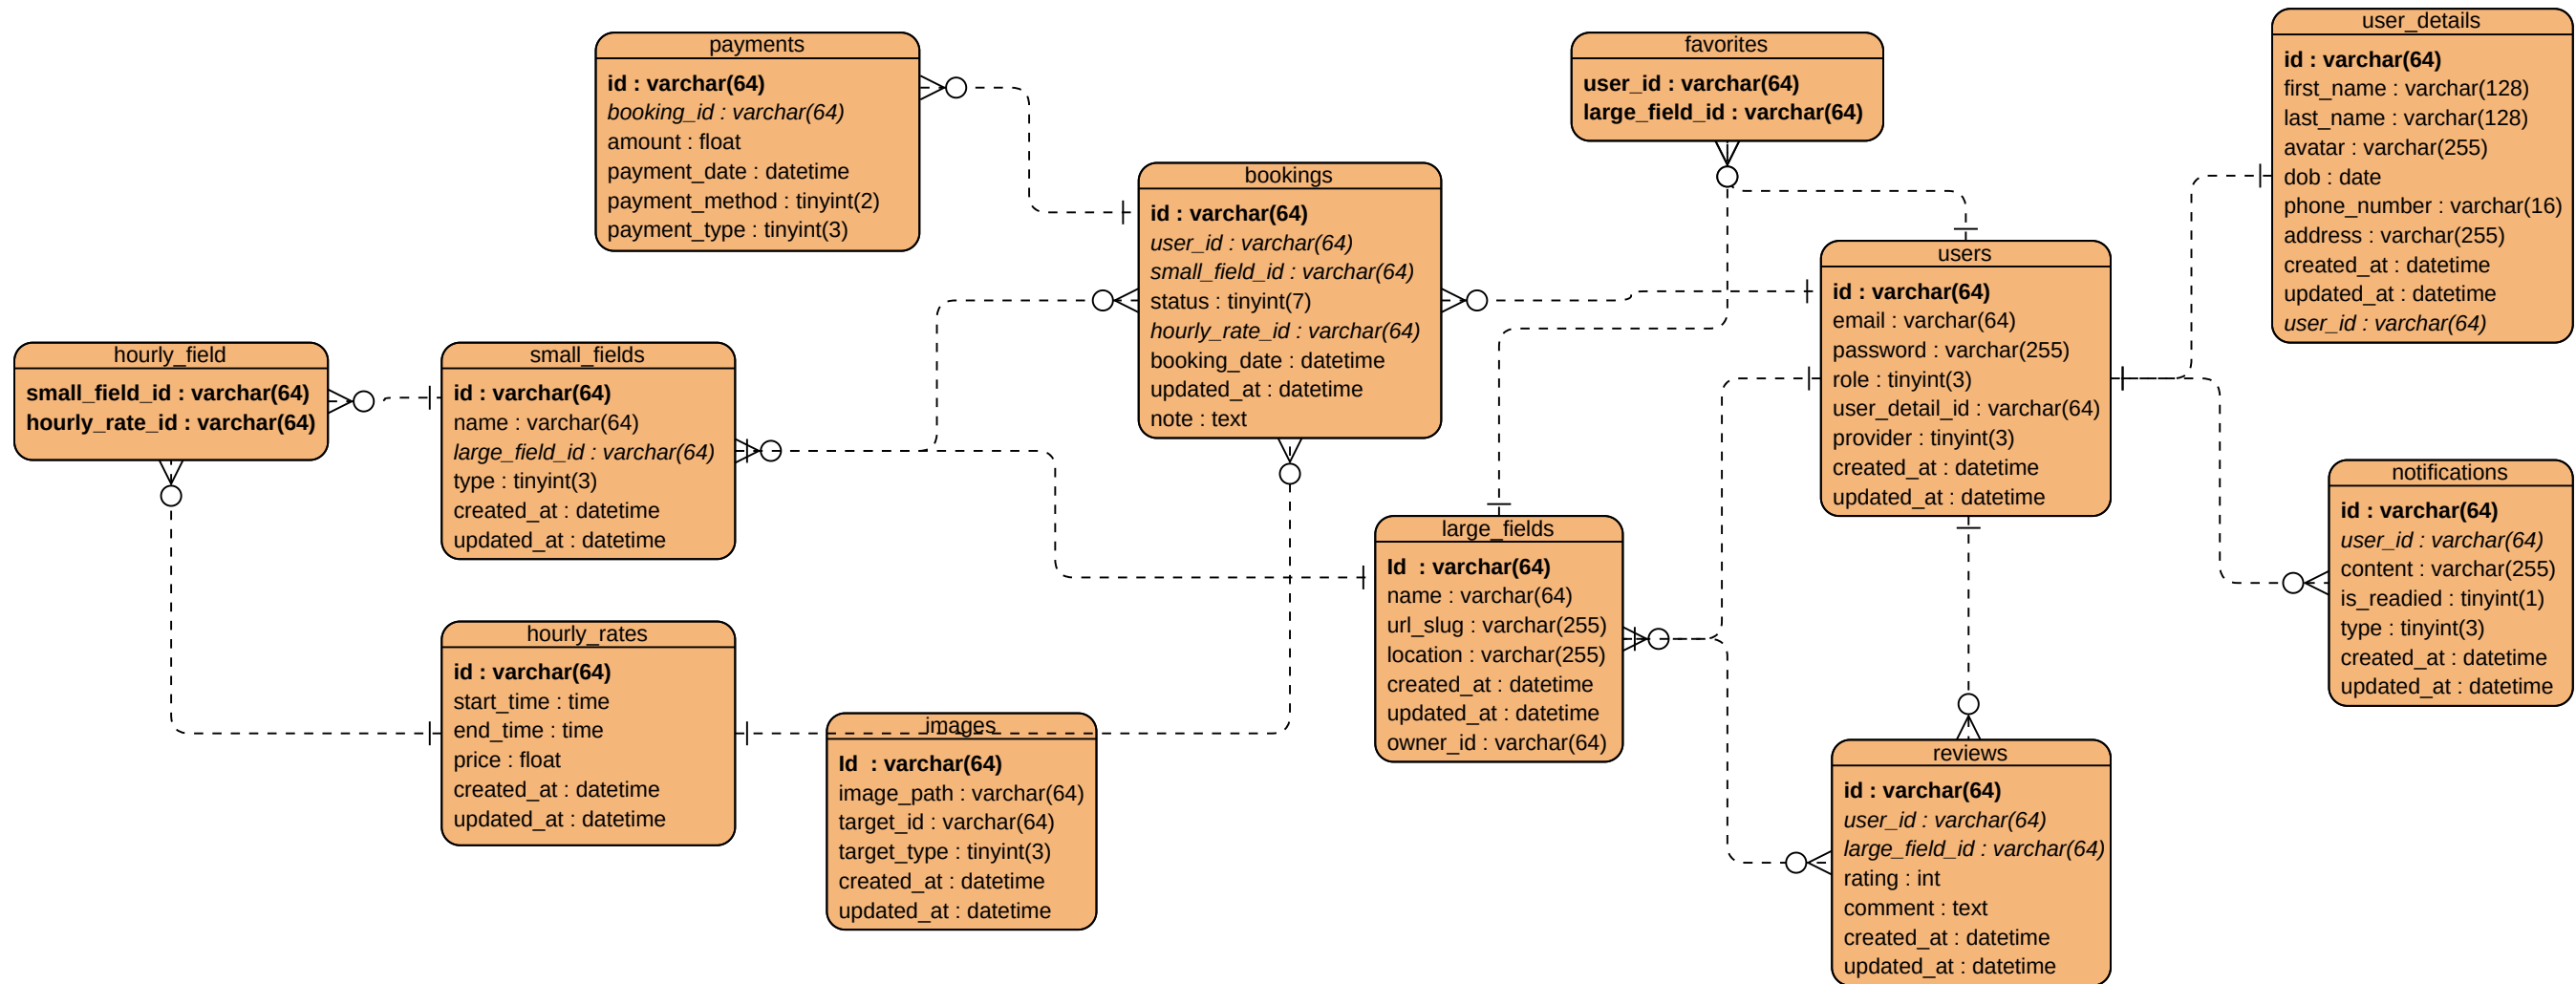 payments
id : varchar(64)
booking_id : varchar(64)
amount : float
payment_date : datetime
payment_method : tinyint(2)
payment_type : tinyint(3)
favorites
user_id : varchar(64)
large_field_id : varchar(64)
user_details
id : varchar(64)
first_name : varchar(128)
last_name : varchar(128)
avatar : varchar(255)
dob : date
phone_number : varchar(16)
address : varchar(255)
created_at : datetime
updated_at : datetime
user_id : varchar(64)
bookings
id : varchar(64)
user_id : varchar(64)
small_field_id : varchar(64)
status : tinyint(7)
hourly_rate_id : varchar(64)
booking_date : datetime
updated_at : datetime
note : text
users
id : varchar(64)
email : varchar(64)
password : varchar(255)
role : tinyint(3)
user_detail_id : varchar(64)
provider : tinyint(3)
created_at : datetime
updated_at : datetime
hourly_field
small_field_id : varchar(64)
hourly_rate_id : varchar(64)
small_fields
id : varchar(64)
name : varchar(64)
large_field_id : varchar(64)
type : tinyint(3)
created_at : datetime
updated_at : datetime
notifications
id : varchar(64)
user_id : varchar(64)
content : varchar(255)
is_readied : tinyint(1)
type : tinyint(3)
created_at : datetime
updated_at : datetime
large_fields
Id : varchar(64)
name : varchar(64)
url_slug : varchar(255)
location : varchar(255)
created_at : datetime
updated_at : datetime
owner_id : varchar(64)
hourly_rates
id : varchar(64)
start_time : time
end_time : time
price : float
created_at : datetime
updated_at : datetime
images
Id : varchar(64)
image_path : varchar(64)
target_id : varchar(64)
target_type : tinyint(3)
created_at : datetime
updated_at : datetime
reviews
id : varchar(64)
user_id : varchar(64)
large_field_id : varchar(64)
rating : int
comment : text
created_at : datetime
updated_at : datetime